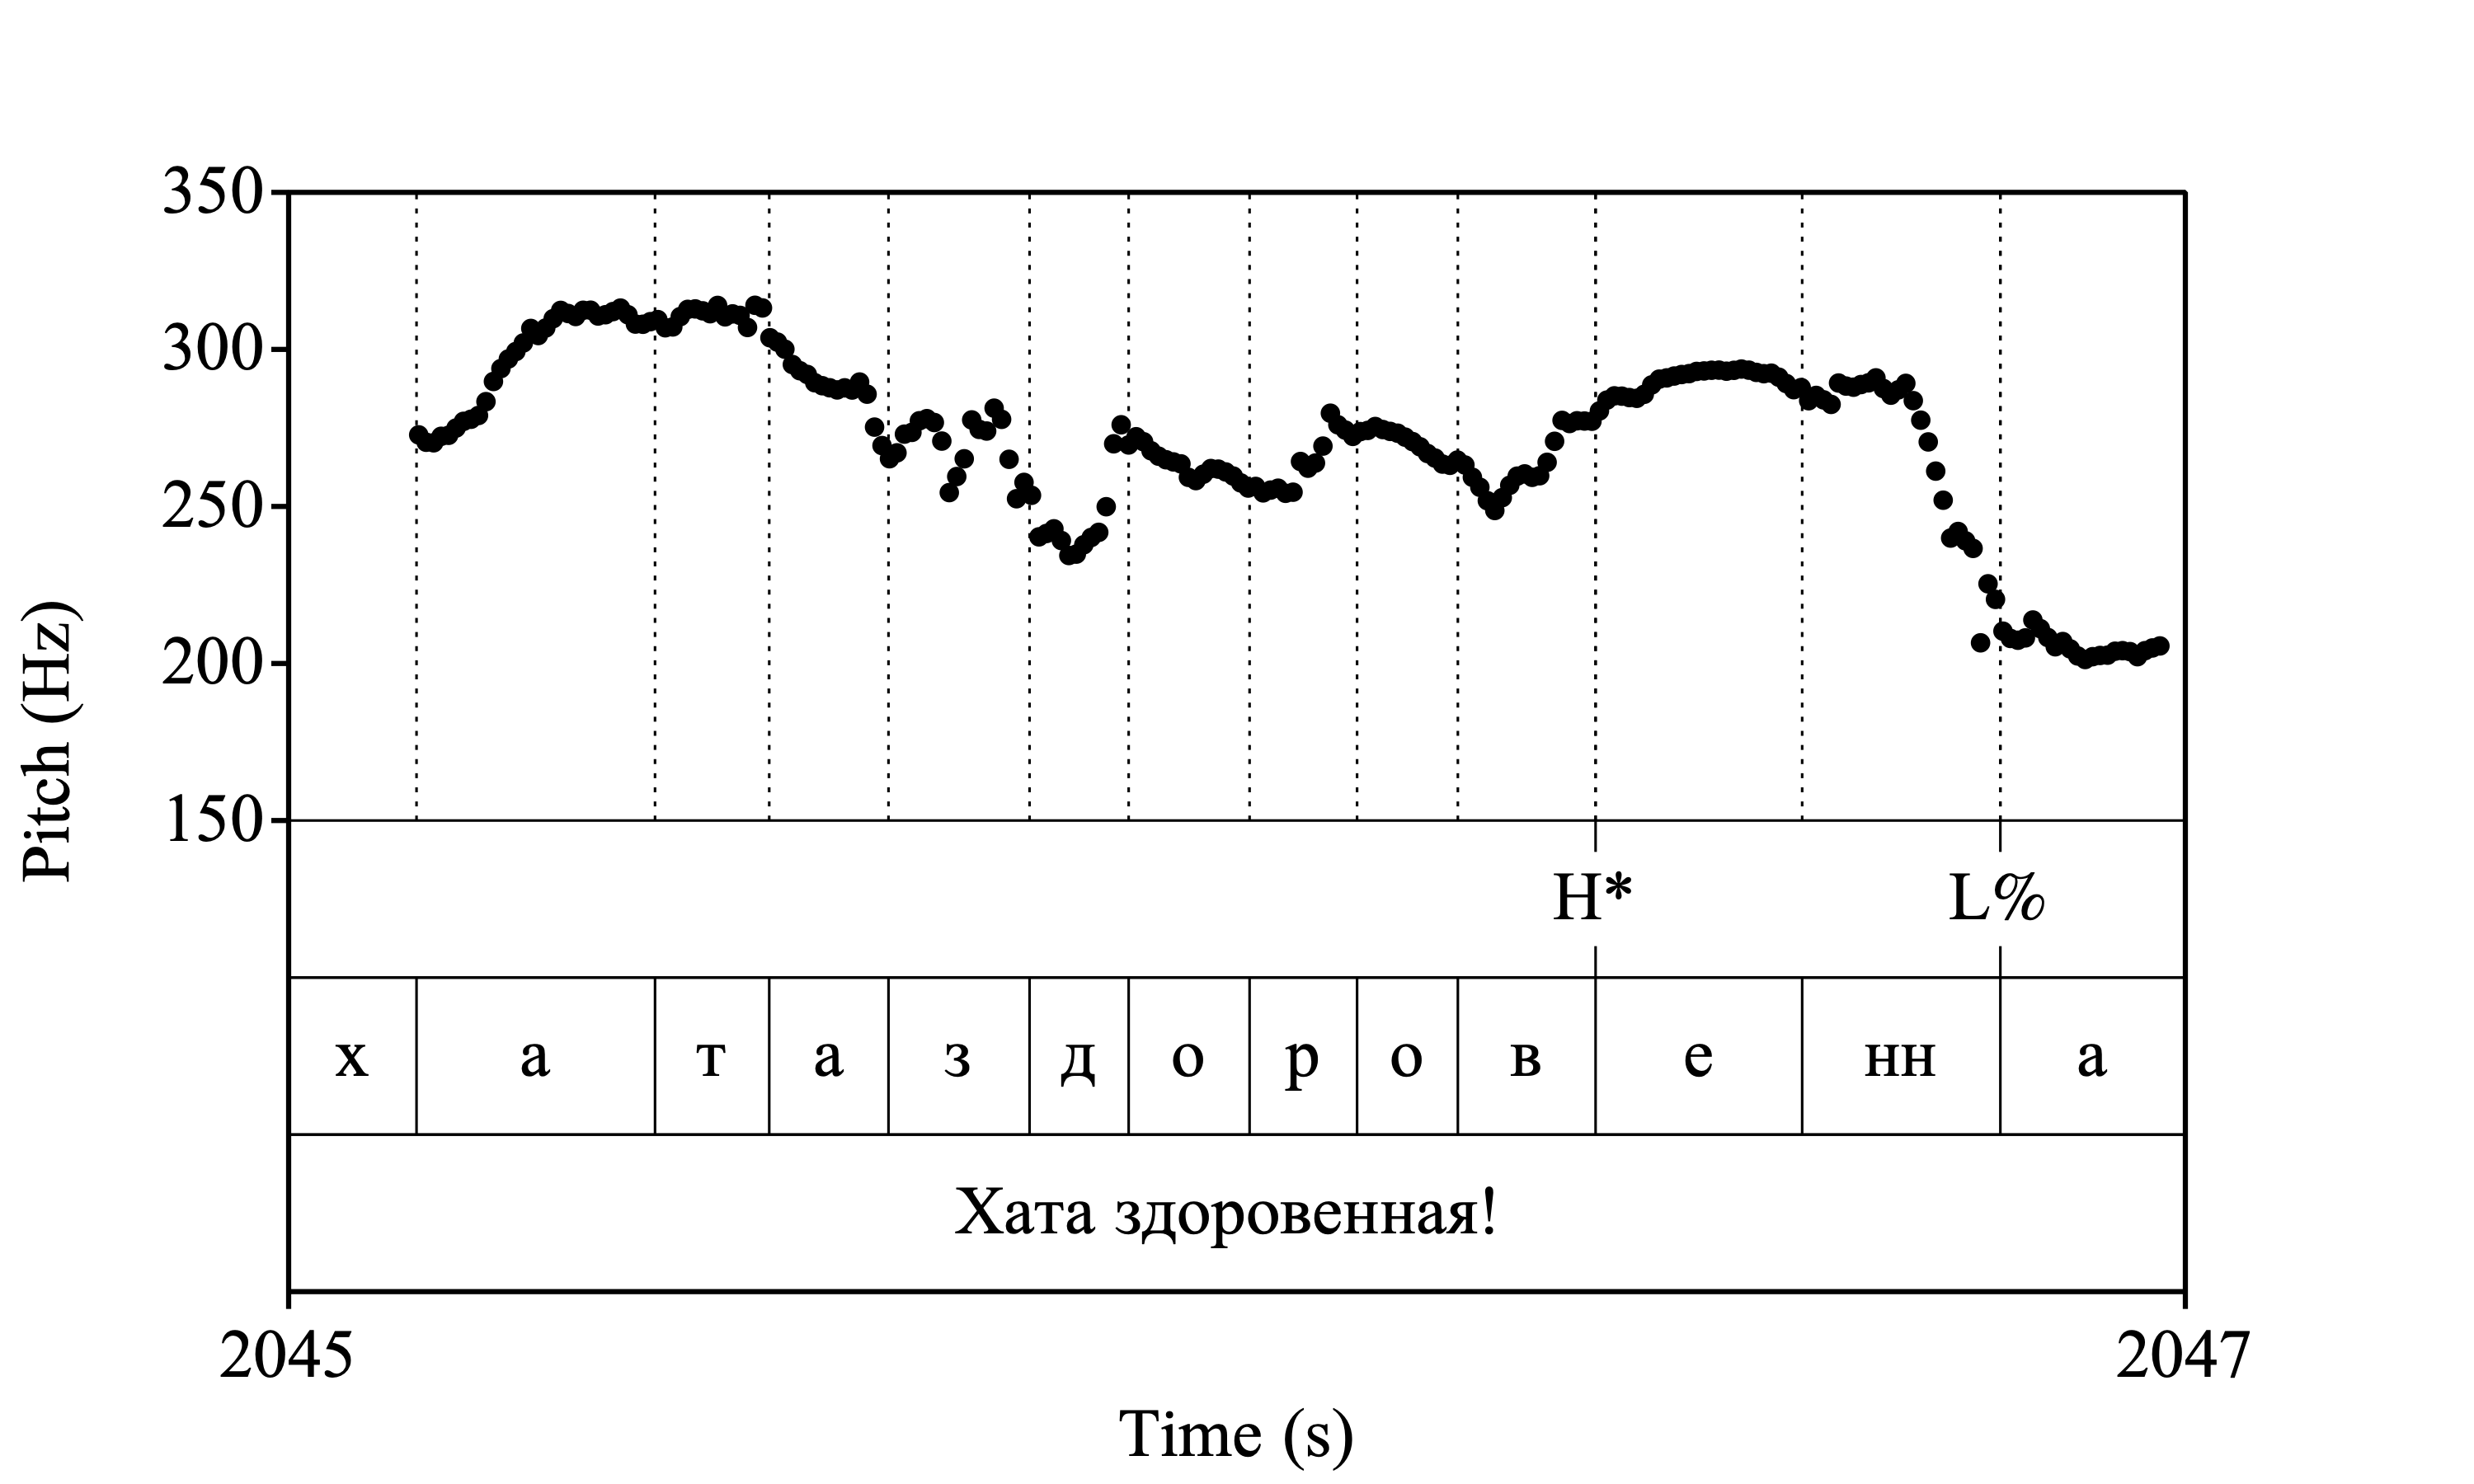 350
300
250
200
150
Pitch (Hz)
H* L%
х а т а з д о р о в е нн а
Хата здоровенная!
2045 2047
Time (s)